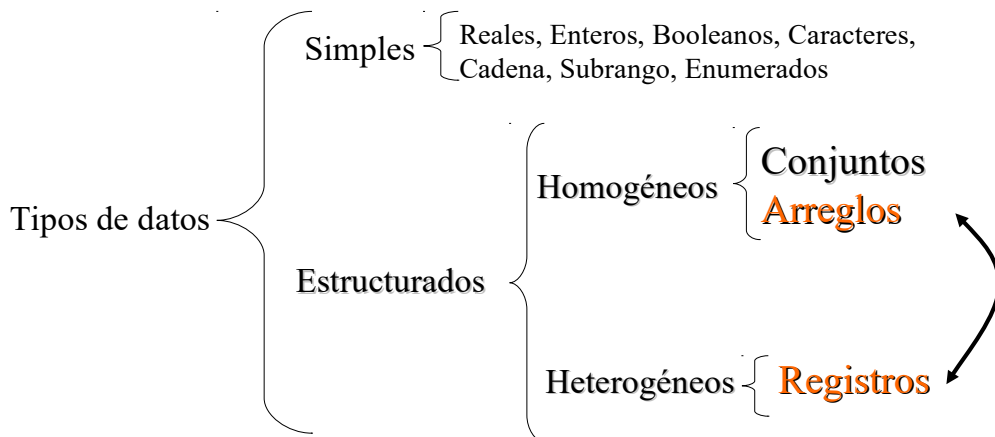 Simples
Reales, Enteros, Booleanos, Caracteres,
Cadena, Subrango, Enumerados
Tipos de datos
Estructurados
Homogéneos
Conjuntos
Arreglos
Heterogéneos
Registros